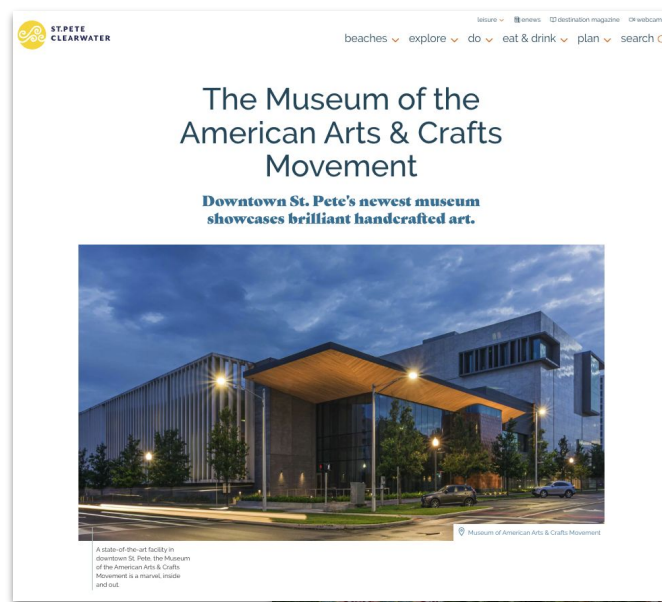 ST.PETE
CLEARWATER
leisure enews destination magazine webcam
beaches explore do eat & drink plan search
The Museum of the
American Arts & Crafts
Movement
Downtown St. Pete's newest museum
showcases brilliant handcrafted art.
Museum of American Arts & Crafts Movement
A state-of-the-art facility in
downtown St. Pete, the Museum
of the American Arts & Crafts
Movement is a marvel, inside
and out.